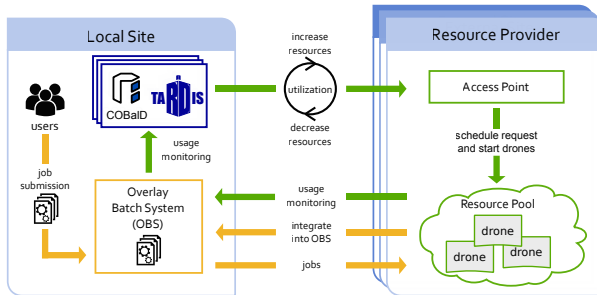 Local Site
users
job
submission
COBalD
TARDIS
usage
monitoring
Overlay
Batch System
(OBS)
increase
resources
utilization
decrease
resources
usage
monitoring
integrate
into OBS
jobs
Resource Provider
Access Point
schedule request
and start drones
Resource Pool
drone
drone
drone